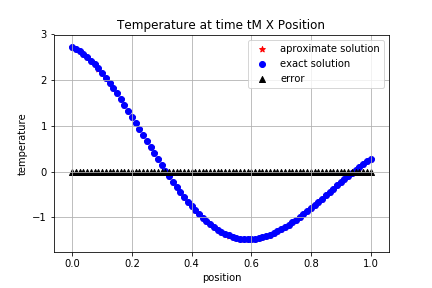 Temperature at time tM X Position
aproximate solution
exact solution
error
temperature
3
2
1
0
−1
0.0 0.2 0.4 0.6 0.8 1.0
position